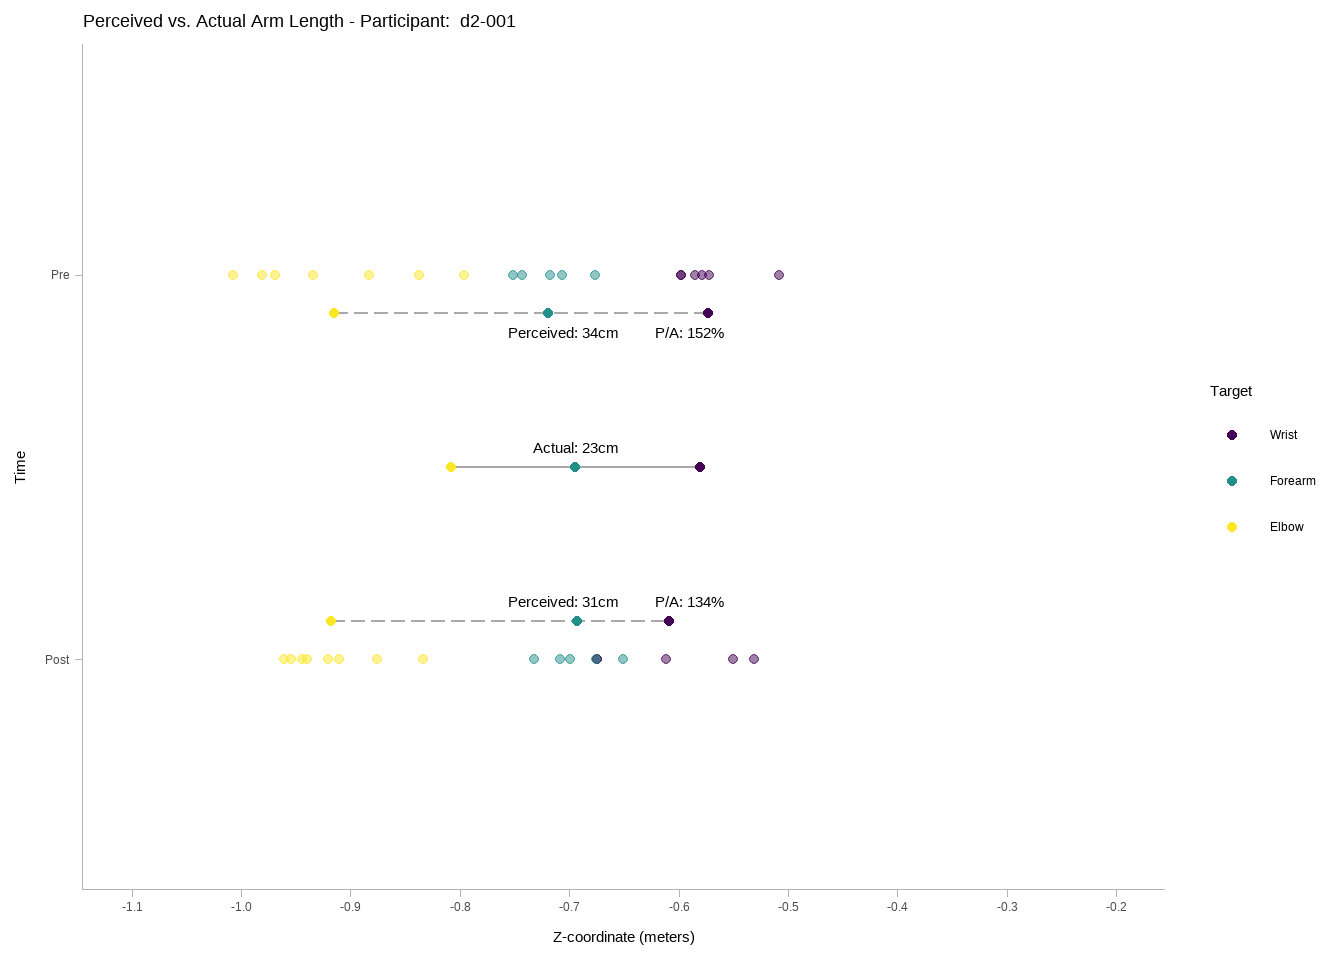 Perceived vs. Actual Arm Length - Participant:  d2-001
Pre
Perceived: 34cm
P/A: 152%
Actual: 23cm
Time
Perceived: 31cm
P/A: 134%
Post
-1.1
-1.0
-0.9
-0.8
-0.7
-0.6
-0.5
-0.4
-0.3
-0.2
Z-coordinate (meters)
Target
Wrist
Forearm
Elbow